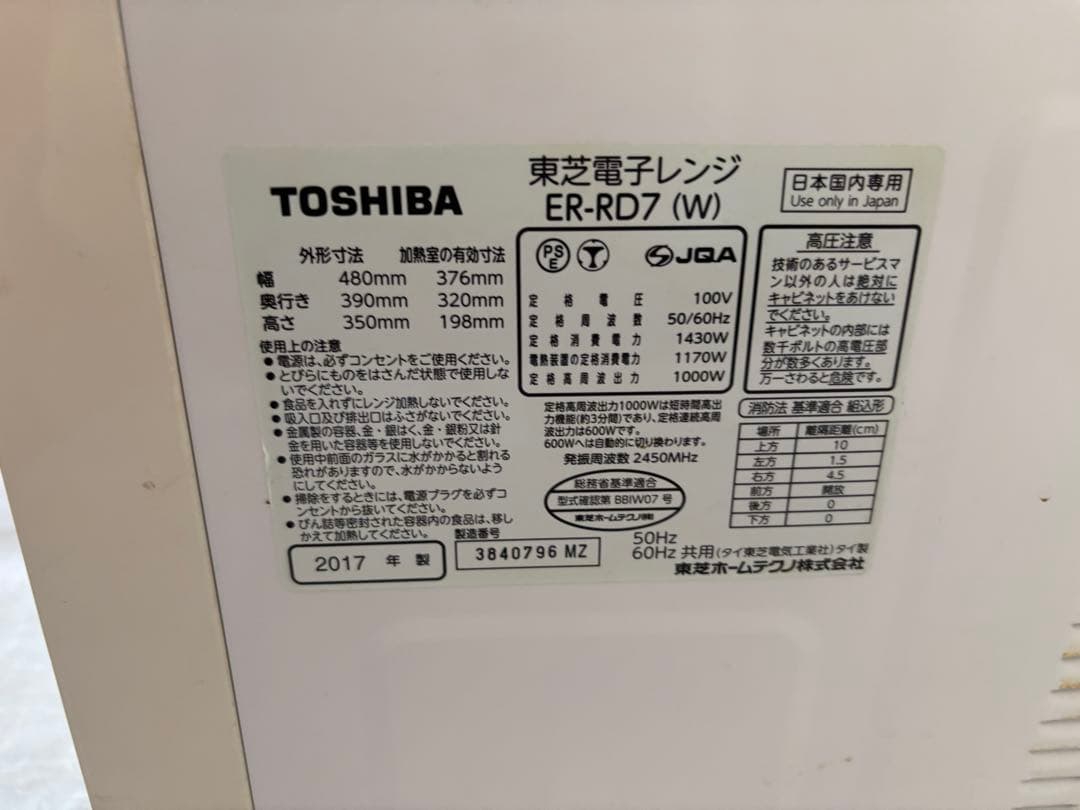 TOSHIBA
東芝電子レンジ
ER-RD7 (W)
日本国内専用
Use only in Japan
外形寸法 加熱室の有効寸法
幅 480mm 376mm
奥行き 390mm 320mm
高さ 350mm 198mm
使用上の注意
● 電源は、必ずコンセントをご使用ください。
● とびらにものをはさんだ状態で使用しな
いでください。
● 食品を入れずにレンジ加熱しないでください。
● 吸入口及び排出口はふさがないでください。
● 金属製の容器、金・銀はく、金・銀粉又は針
金を用いた容器等を使用しないでください。
● 使用中前面のガラスに水がかかると割れる
恐れがありますので、水がかからないよう
にしてください。
● 掃除をするときには、電源プラグを必ずコ
ンセントから抜いてください。
● びん詰等密封された容器内の食品は、移し
かえて加熱してください。
2017 年 製
製造番号
3840796 MZ
PS
E
JQA
定格電圧 100V
定格周波数 50/60Hz
定格消費電力 1430W
電熱装置の定格消費電力 1170W
定格高周波出力 1000W
定格高周波出力1000Wは短時間高出
力機能(約3分間)であり、定格連続高周
波出力は600Wです。
600Wへは自動的に切り換わります。
発振周波数 2450MHz
総務省基準適合
型式確認第 BBIW07 号
東芝ホームテクノ(株)
高圧注意
技術のあるサービスマ
ン以外の人は絶対に
キャビネットをあけない
でください。
キャビネットの内部には
数千ボルトの高電圧部
分が数多くあります。
万一さわると危険です。
消防法 基準適合 組込形
場所 離隔距離(cm)
上方 10
左方 1.5
右方 4.5
前方 開放
後方 0
下方 0
50Hz
60Hz 共用 (タイ東芝電気工業社) タイ製
東芝ホームテクノ株式会社